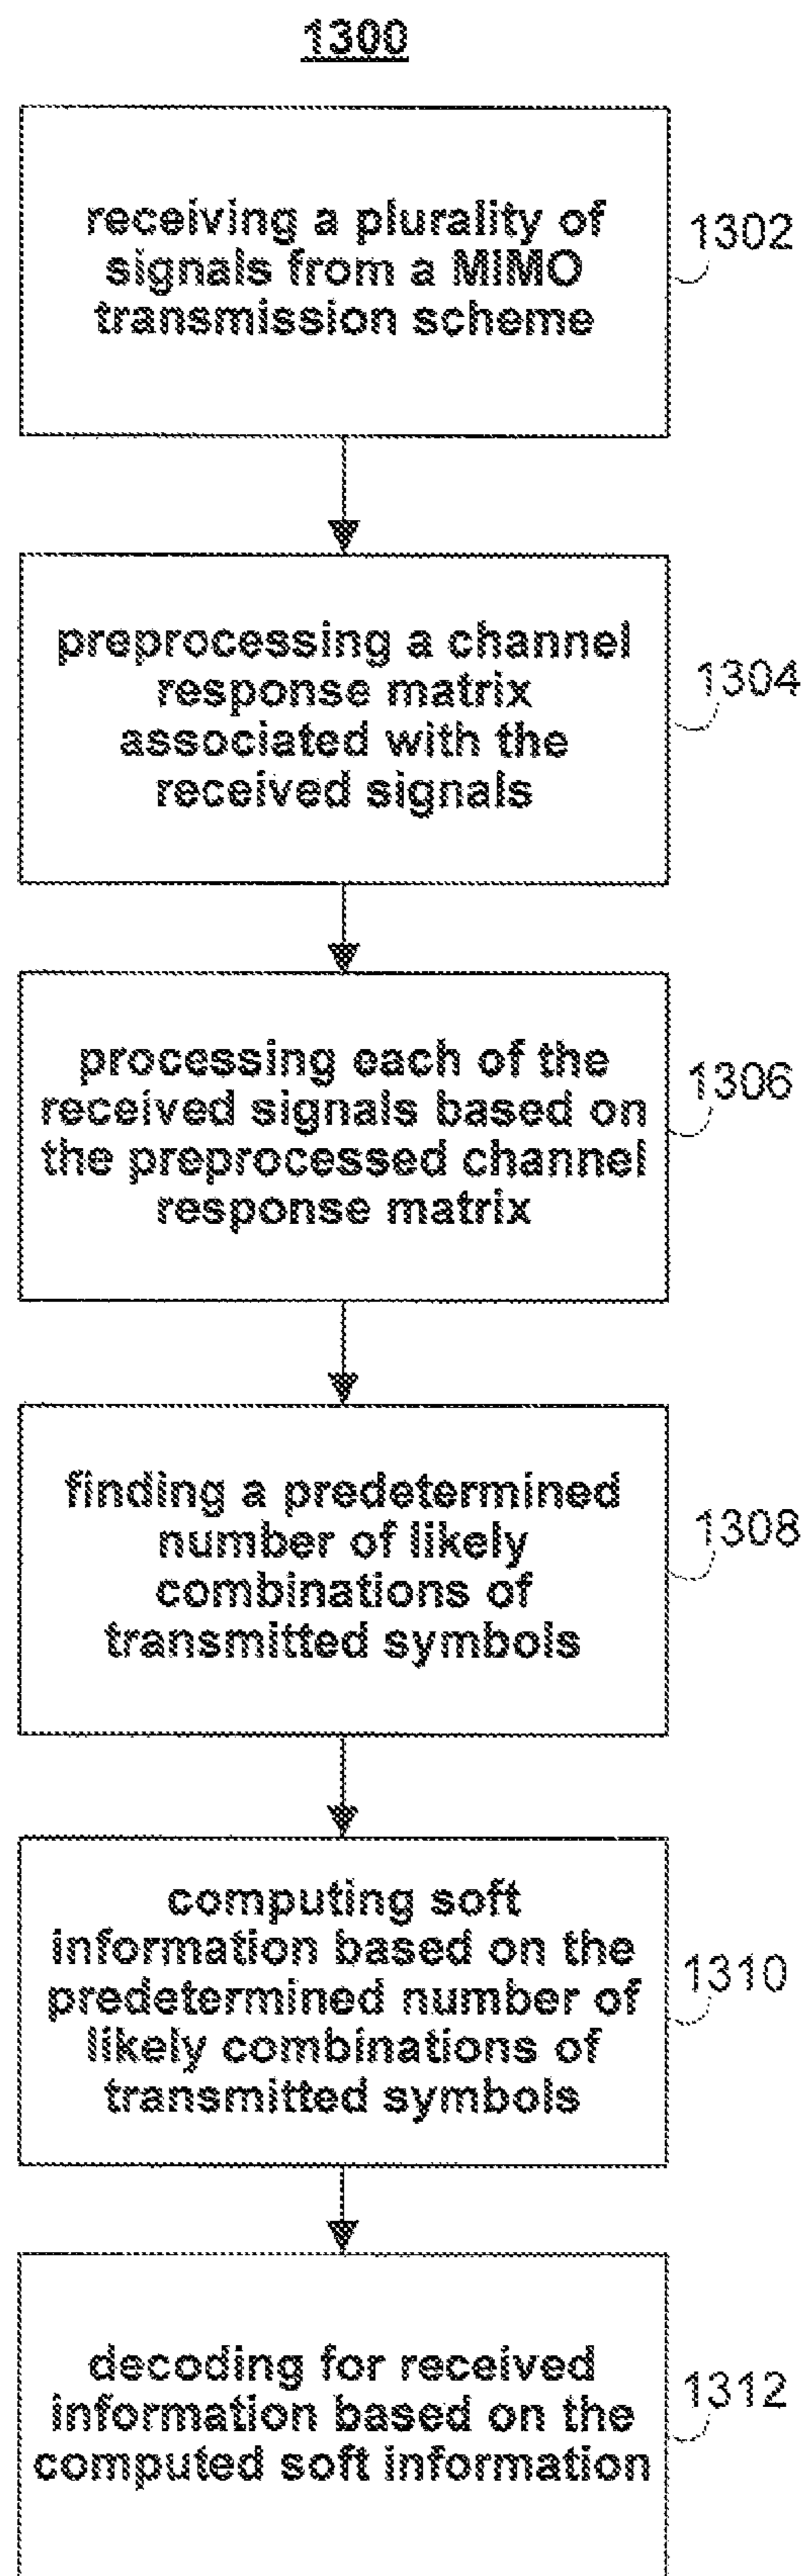 1300
receiving a plurality of
signals from a MIMO
transmission scheme
1302
preprocessing a channel
response matrix
associated with the
received signals
1304
processing each of the
received signals based on
the preprocessed channel
response matrix
1306
finding a predetermined
number of likely
combinations of
transmitted symbols
1308
computing soft
information based on the
predetermined number of
likely combinations of
transmitted symbols
1310
decoding for received
information based on the
computed soft information
1312